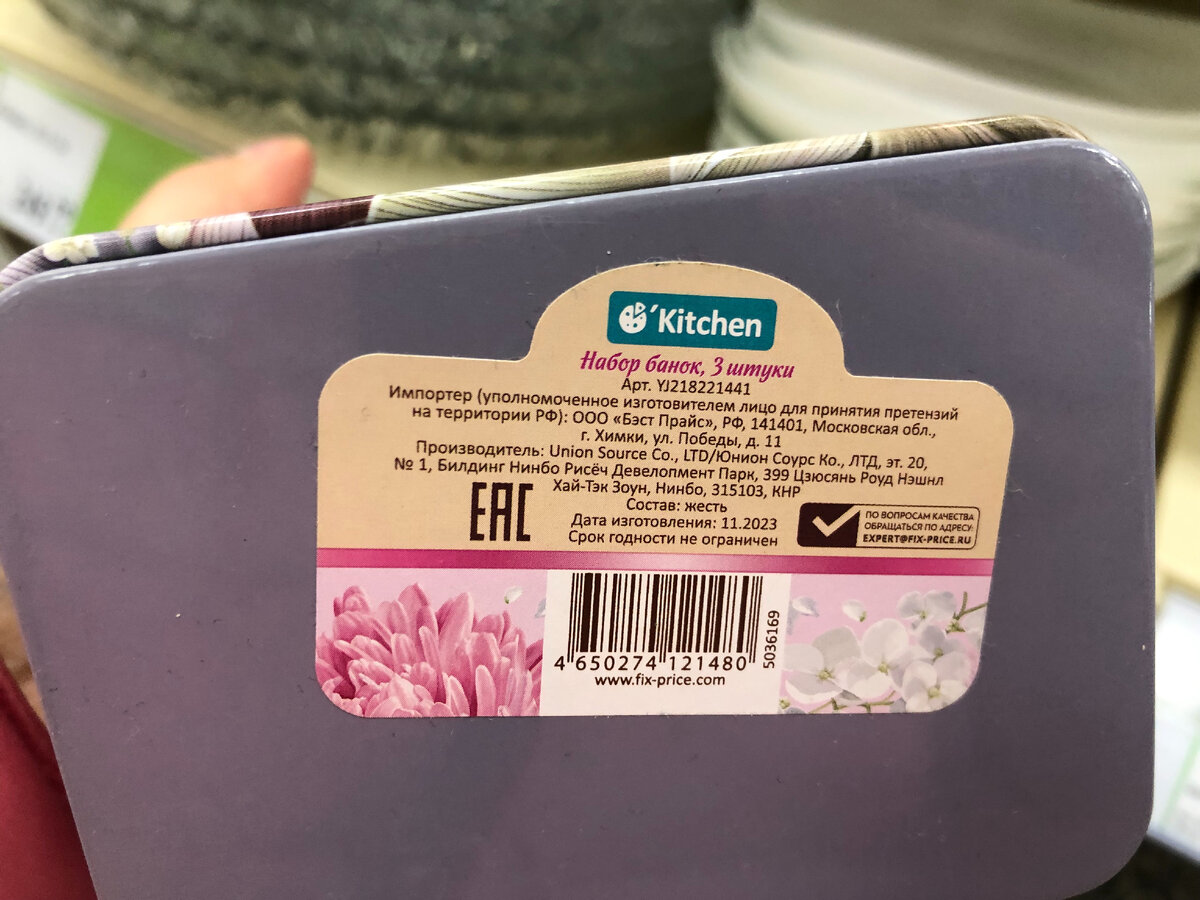 ´Kitchen
Набор банок, 3 штуки
Арт. YJ218221441
Импортер (уполномоченное изготовителем лицо для принятия претензий
на территории РФ): ООО «Бэст Прайс», РФ, 141401, Московская обл.,
г. Химки, ул. Победы, д. 11
Производитель: Union Source Co., LTD/Юнион Соурс Ко., ЛТД, эт. 20,
№ 1, Билдинг Нинбо Рисёч Девелопмент Парк, 399 Цзюсянь Роуд Нэшнл
Хай-Тэк Зоун, Нинбо, 315103, КНР
Состав: жесть
Дата изготовления: 11.2023
Срок годности не ограничен
EAC
ПО ВОПРОСАМ КАЧЕСТВА
ОБРАЩАТЬСЯ ПО АДРЕСУ:
EXPERT@FIX-PRICE.RU
4 650274 121480
5036169
www.fix-price.com